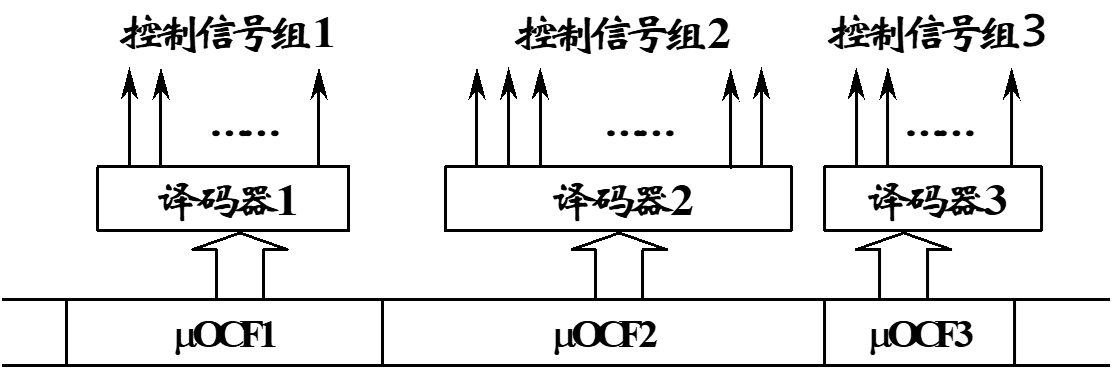 控制信号组1 控制信号组2 控制信号组3
…… …… ……
译码器1 译码器2 译码器3
μOCF1 μOCF2 μOCF3